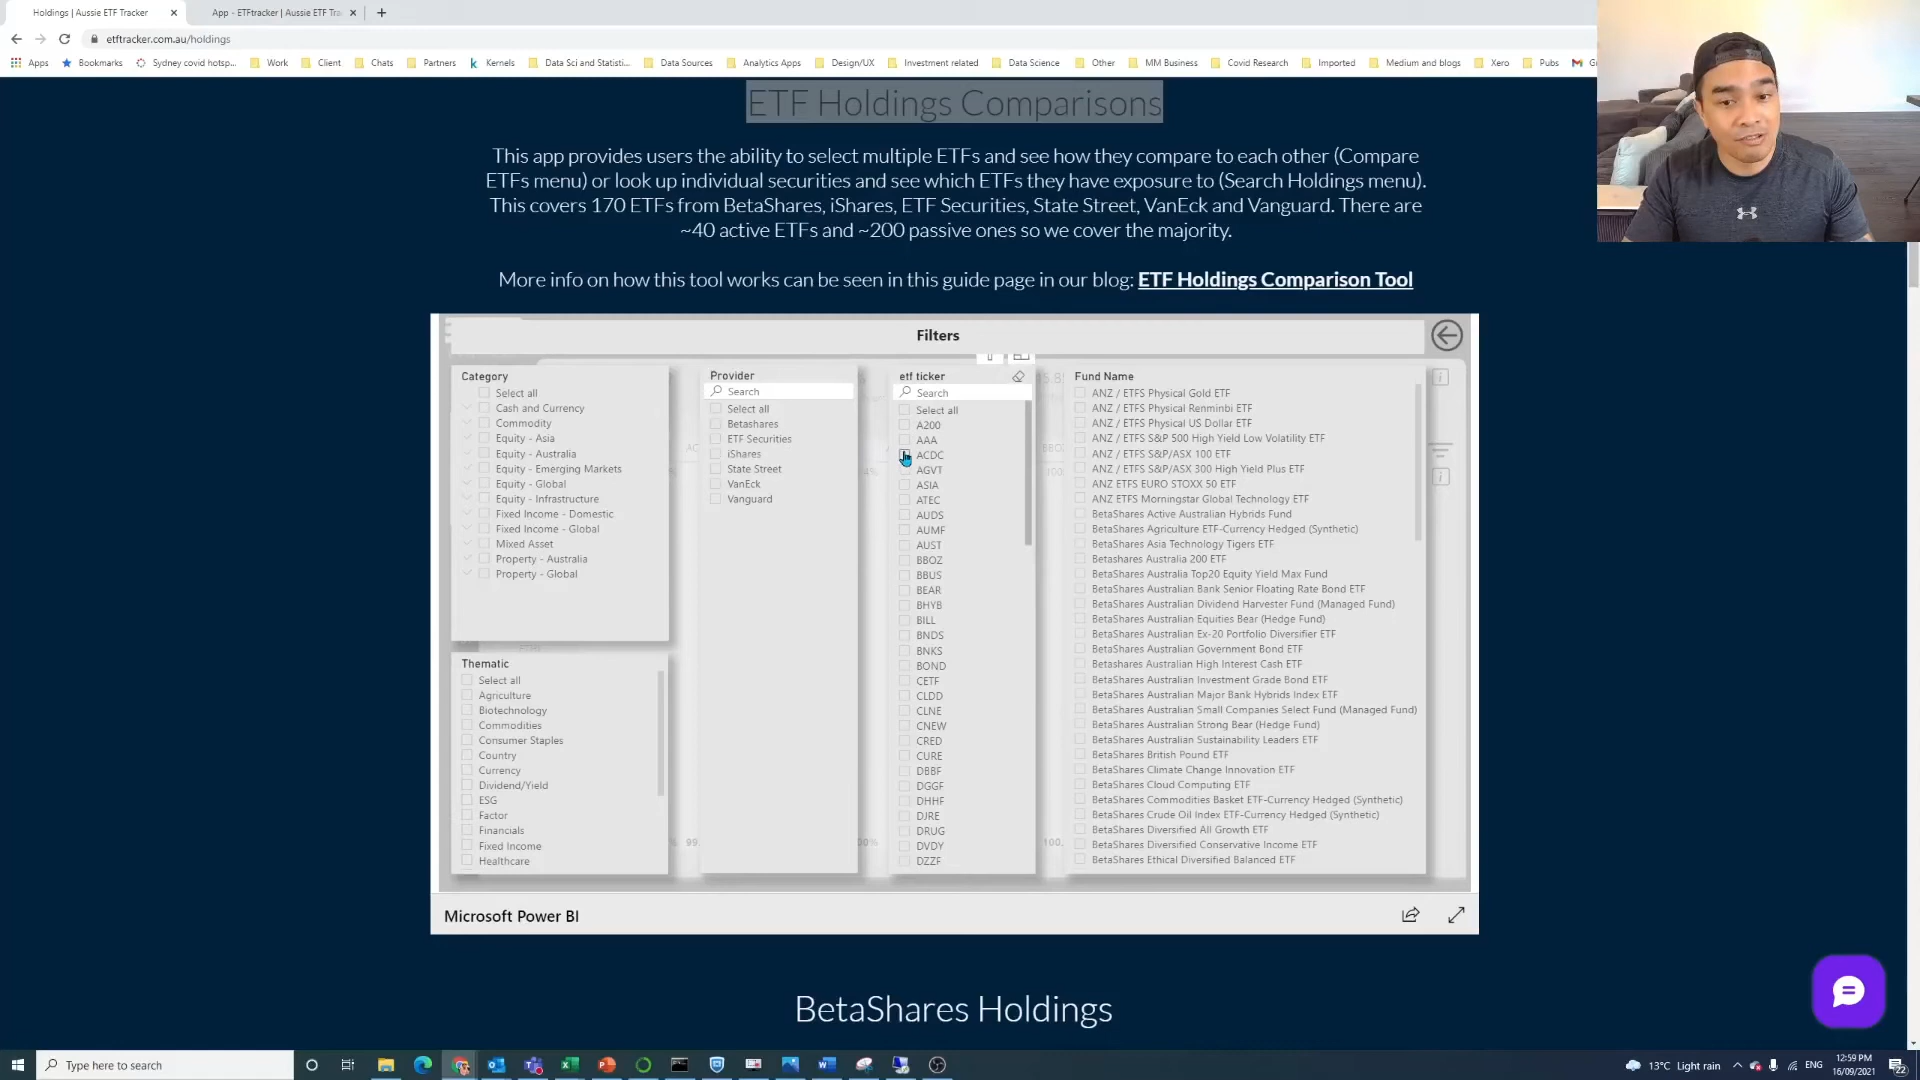 Holdings | Aussie ETF Tracker
App - ETFtracker | Aussie ETF Tra
etftracker.com.au/holdings
Apps
Bookmarks
Sydney covid hotsp...
Work
Client
Chats
Partners
Kernels
Data Sci and Statisti...
Data Sources
Analytics Apps
Design/UX
Investment related
Data Science
Other
MM Business
Covid Research
Imported
Medium and blogs
Xero
Pubs
ETF Holdings Comparisons
This app provides users the ability to select multiple ETFs and see how they compare to each other (Compare
ETFs menu) or look up individual securities and see which ETFs they have exposure to (Search Holdings menu).
This covers 170 ETFs from BetaShares, iShares, ETF Securities, State Street, VanEck and Vanguard. There are
~40 active ETFs and ~200 passive ones so we cover the majority.
More info on how this tool works can be seen in this guide page in our blog: ETF Holdings Comparison Tool
Filters
Category
Select all
Cash and Currency
Commodity
Equity - Asia
Equity - Australia
Equity - Emerging Markets
Equity - Global
Equity - Infrastructure
Fixed Income - Domestic
Fixed Income - Global
Mixed Asset
Property - Australia
Property - Global
Thematic
Select all
Agriculture
Biotechnology
Commodities
Consumer Staples
Country
Currency
Dividend/Yield
ESG
Factor
Financials
Fixed Income
Healthcare
Provider
Search
Select all
Betashares
ETF Securities
iShares
State Street
VanEck
Vanguard
etf ticker
Search
Select all
A200
AAA
ACDC
AGVT
ASIA
ATEC
AUDS
AUMF
AUST
BBOZ
BBUS
BEAR
BHYB
BILL
BNDS
BNKS
BOND
CETF
CLDD
CLNE
CNEW
CRED
CURE
DBBF
DGGF
DHHF
DJRE
DRUG
DVDY
DZZF
Fund Name
ANZ / ETFS Physical Gold ETF
ANZ / ETFS Physical Renminbi ETF
ANZ / ETFS Physical US Dollar ETF
ANZ / ETFS S&P 500 High Yield Low Volatility ETF
ANZ / ETFS S&P/ASX 100 ETF
ANZ / ETFS S&P/ASX 300 High Yield Plus ETF
ANZ ETFS EURO STOXX 50 ETF
ANZ ETFS Morningstar Global Technology ETF
BetaShares Active Australian Hybrids Fund
BetaShares Agriculture ETF-Currency Hedged (Synthetic)
BetaShares Asia Technology Tigers ETF
Betashares Australia 200 ETF
BetaShares Australia Top20 Equity Yield Max Fund
BetaShares Australian Bank Senior Floating Rate Bond ETF
BetaShares Australian Dividend Harvester Fund (Managed Fund)
BetaShares Australian Equities Bear (Hedge Fund)
BetaShares Australian Ex-20 Portfolio Diversifier ETF
BetaShares Australian Government Bond ETF
Betashares Australian High Interest Cash ETF
BetaShares Australian Investment Grade Bond ETF
BetaShares Australian Major Bank Hybrids Index ETF
BetaShares Australian Small Companies Select Fund (Managed Fund)
BetaShares Australian Strong Bear (Hedge Fund)
BetaShares Australian Sustainability Leaders ETF
BetaShares British Pound ETF
BetaShares Climate Change Innovation ETF
BetaShares Cloud Computing ETF
BetaShares Commodities Basket ETF-Currency Hedged (Synthetic)
BetaShares Crude Oil Index ETF-Currency Hedged (Synthetic)
BetaShares Diversified All Growth ETF
BetaShares Diversified Conservative Income ETF
BetaShares Ethical Diversified Balanced ETF
Microsoft Power BI
BetaShares Holdings
Type here to search
13°C Light rain
ENG
12:59 PM
16/09/2021
22